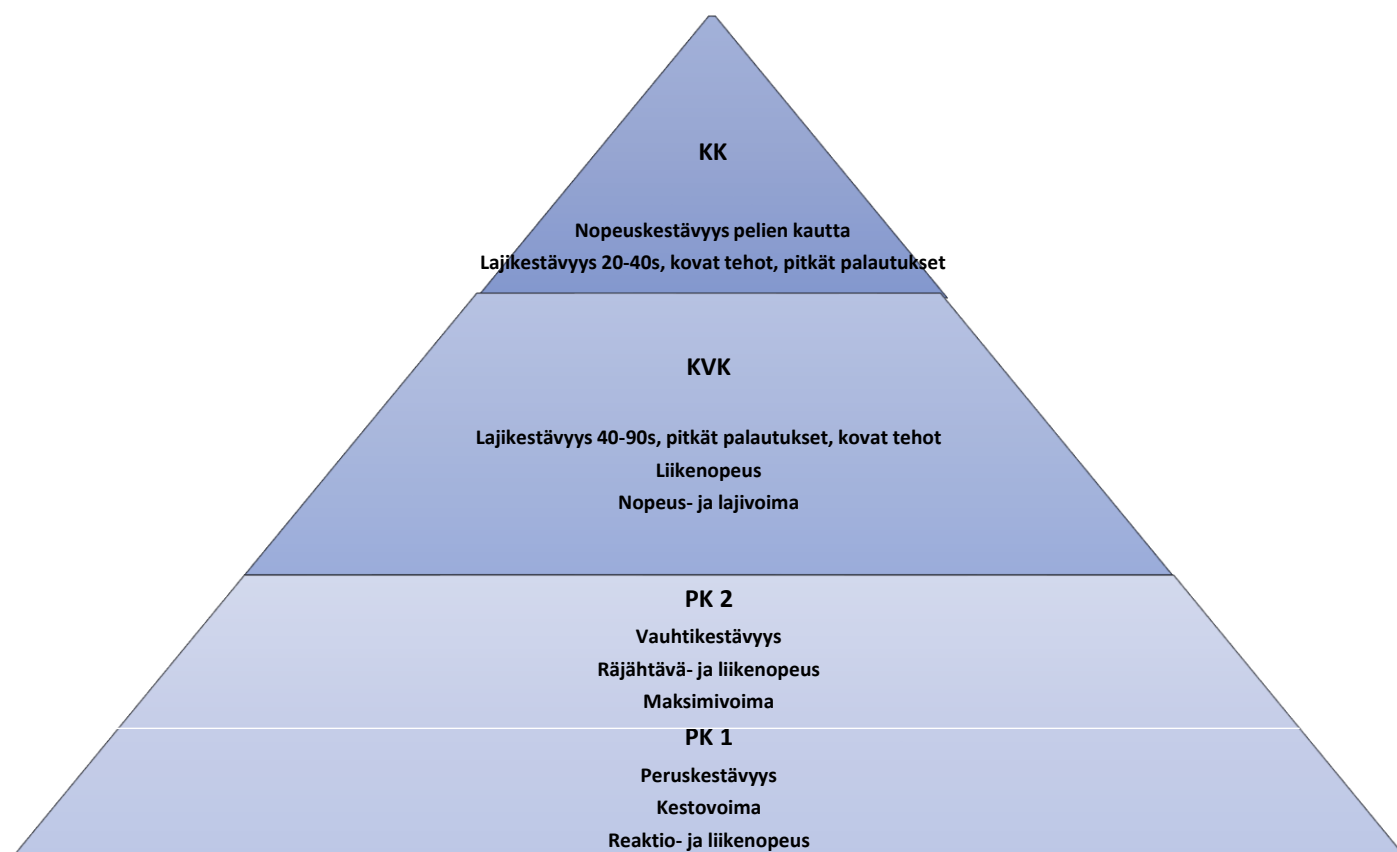 KK
Nopeuskestävyys pelien kautta
Lajikestävyys 20-40s, kovat tehot, pitkät palautukset
KVK
Lajikestävyys 40-90s, pitkät palautukset, kovat tehot
Liikenopeus
Nopeus- ja lajivoima
PK 2
Vauhtikestävyys
Räjähtävä- ja liikenopeus
Maksimivoima
PK 1
Peruskestävyys
Kestovoima
Reaktio- ja liikenopeus